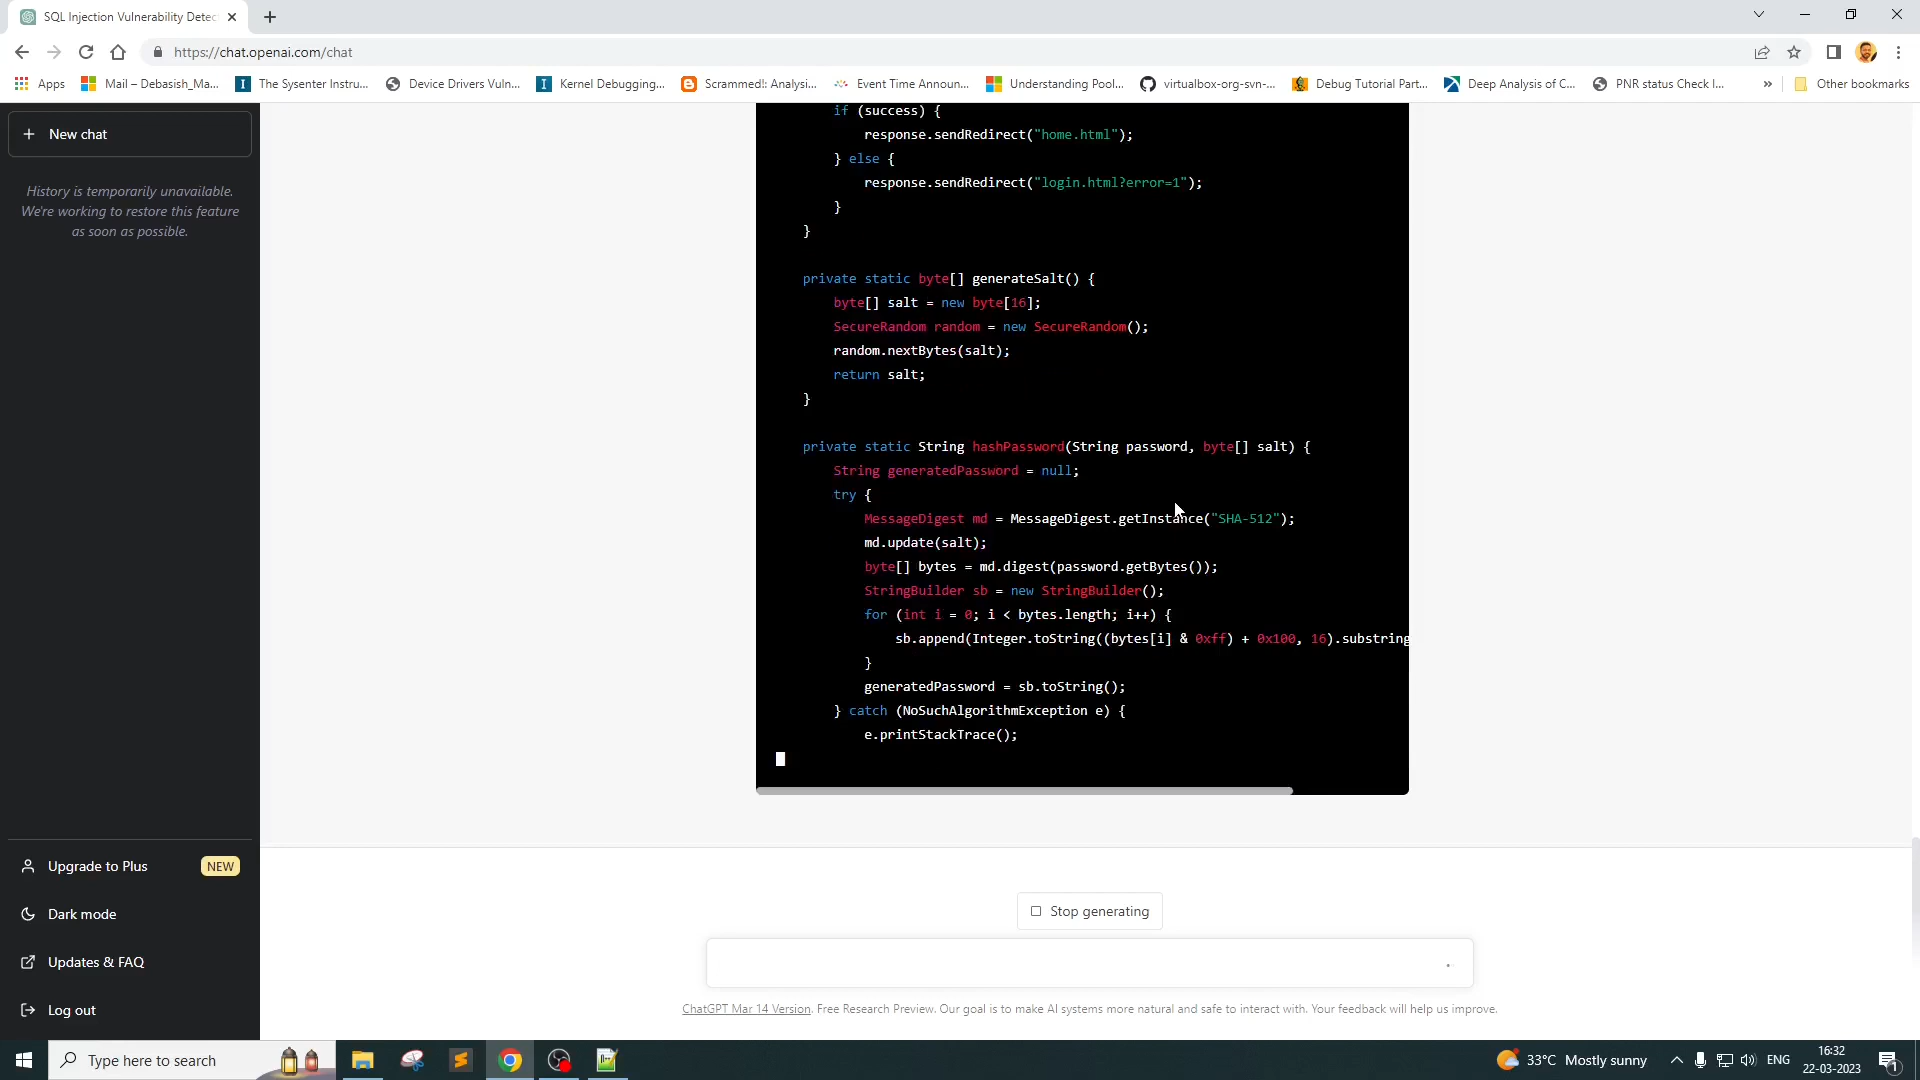 SQL Injection Vulnerability Detec
https://chat.openai.com/chat
Apps
Mail – Debasish_Ma...
The Sysenter Instru...
Device Drivers Vuln...
Kernel Debugging,...
Scrammed!: Analysi...
Event Time Announ...
Understanding Pool...
virtualbox-org-svn-...
Debug Tutorial Part...
Deep Analysis of C...
PNR status Check I...
»
Other bookmarks
+ New chat
History is temporarily unavailable.
We're working to restore this feature
as soon as possible.
if (success) {
response.sendRedirect("home.html");
} else {
response.sendRedirect("login.html?error=1");
}
}
private static byte[] generateSalt() {
byte[] salt = new byte[16];
SecureRandom random = new SecureRandom();
random.nextBytes(salt);
return salt;
}
private static String hashPassword(String password, byte[] salt) {
String generatedPassword = null;
try {
MessageDigest md = MessageDigest.getInstance("SHA-512");
md.update(salt);
byte[] bytes = md.digest(password.getBytes());
StringBuilder sb = new StringBuilder();
for (int i = 0; i < bytes.length; i++) {
sb.append(Integer.toString((bytes[i] & 0xff) + 0x100, 16).substring
}
generatedPassword = sb.toString();
} catch (NoSuchAlgorithmException e) {
e.printStackTrace();
Upgrade to Plus NEW
Dark mode
Updates & FAQ
Log out
Stop generating
.
ChatGPT Mar 14 Version. Free Research Preview. Our goal is to make AI systems more natural and safe to interact with. Your feedback will help us improve.
Type here to search
33°C Mostly sunny
ENG
16:32
22-03-2023
1